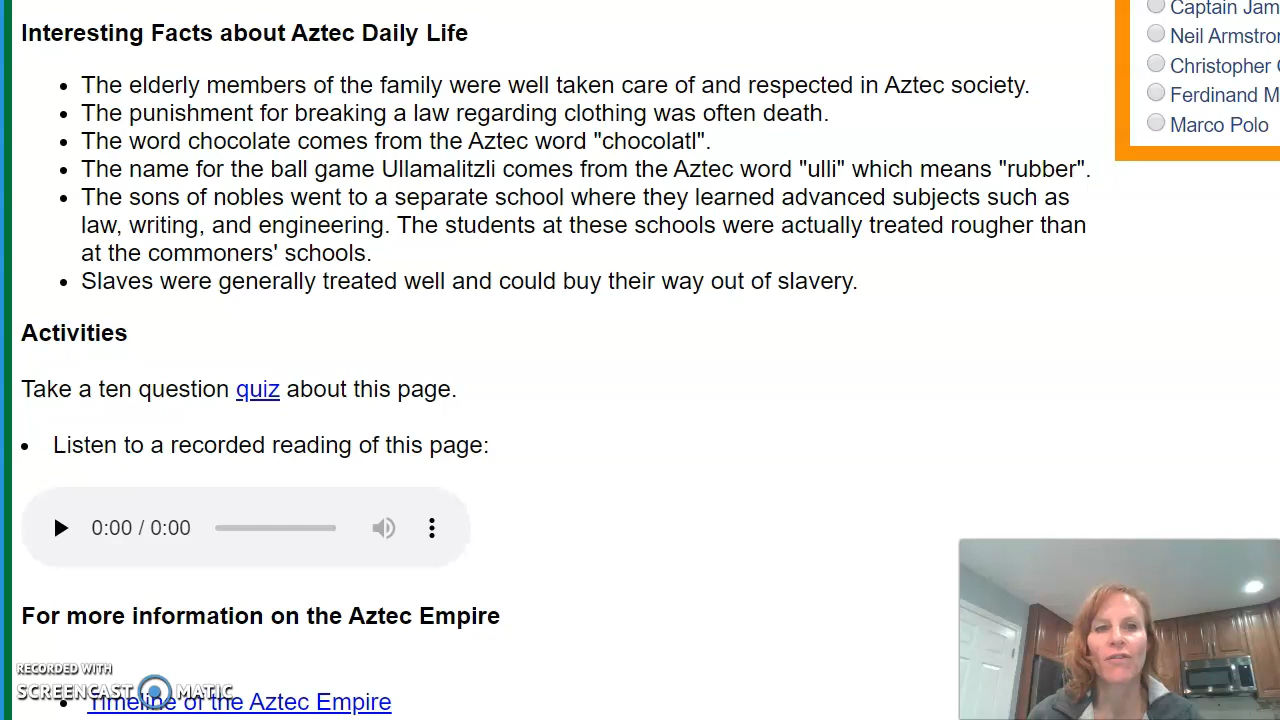 Interesting Facts about Aztec Daily Life
The elderly members of the family were well taken care of and respected in Aztec society.
The punishment for breaking a law regarding clothing was often death.
The word chocolate comes from the Aztec word "chocolatl".
The name for the ball game Ullamalitzli comes from the Aztec word "ulli" which means "rubber".
The sons of nobles went to a separate school where they learned advanced subjects such as
law, writing, and engineering. The students at these schools were actually treated rougher than
at the commoners' schools.
Slaves were generally treated well and could buy their way out of slavery.
Activities
Take a ten question quiz about this page.
Listen to a recorded reading of this page:
0:00 / 0:00
For more information on the Aztec Empire
Timeline of the Aztec Empire
Captain Jam
Neil Armstror
Christopher
Ferdinand M
Marco Polo
RECORDED WITH
SCREENCAST MATIC